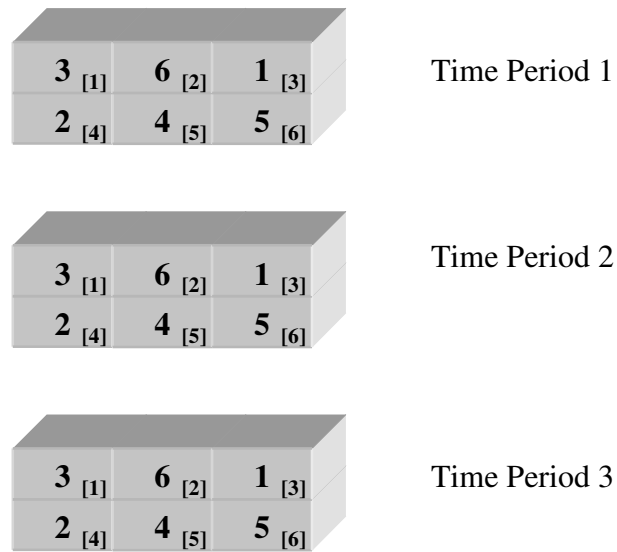 3 [1] 6 [2] 1 [3] Time Period 1
2 [4] 4 [5] 5 [6]
3 [1] 6 [2] 1 [3] Time Period 2
2 [4] 4 [5] 5 [6]
3 [1] 6 [2] 1 [3] Time Period 3
2 [4] 4 [5] 5 [6]